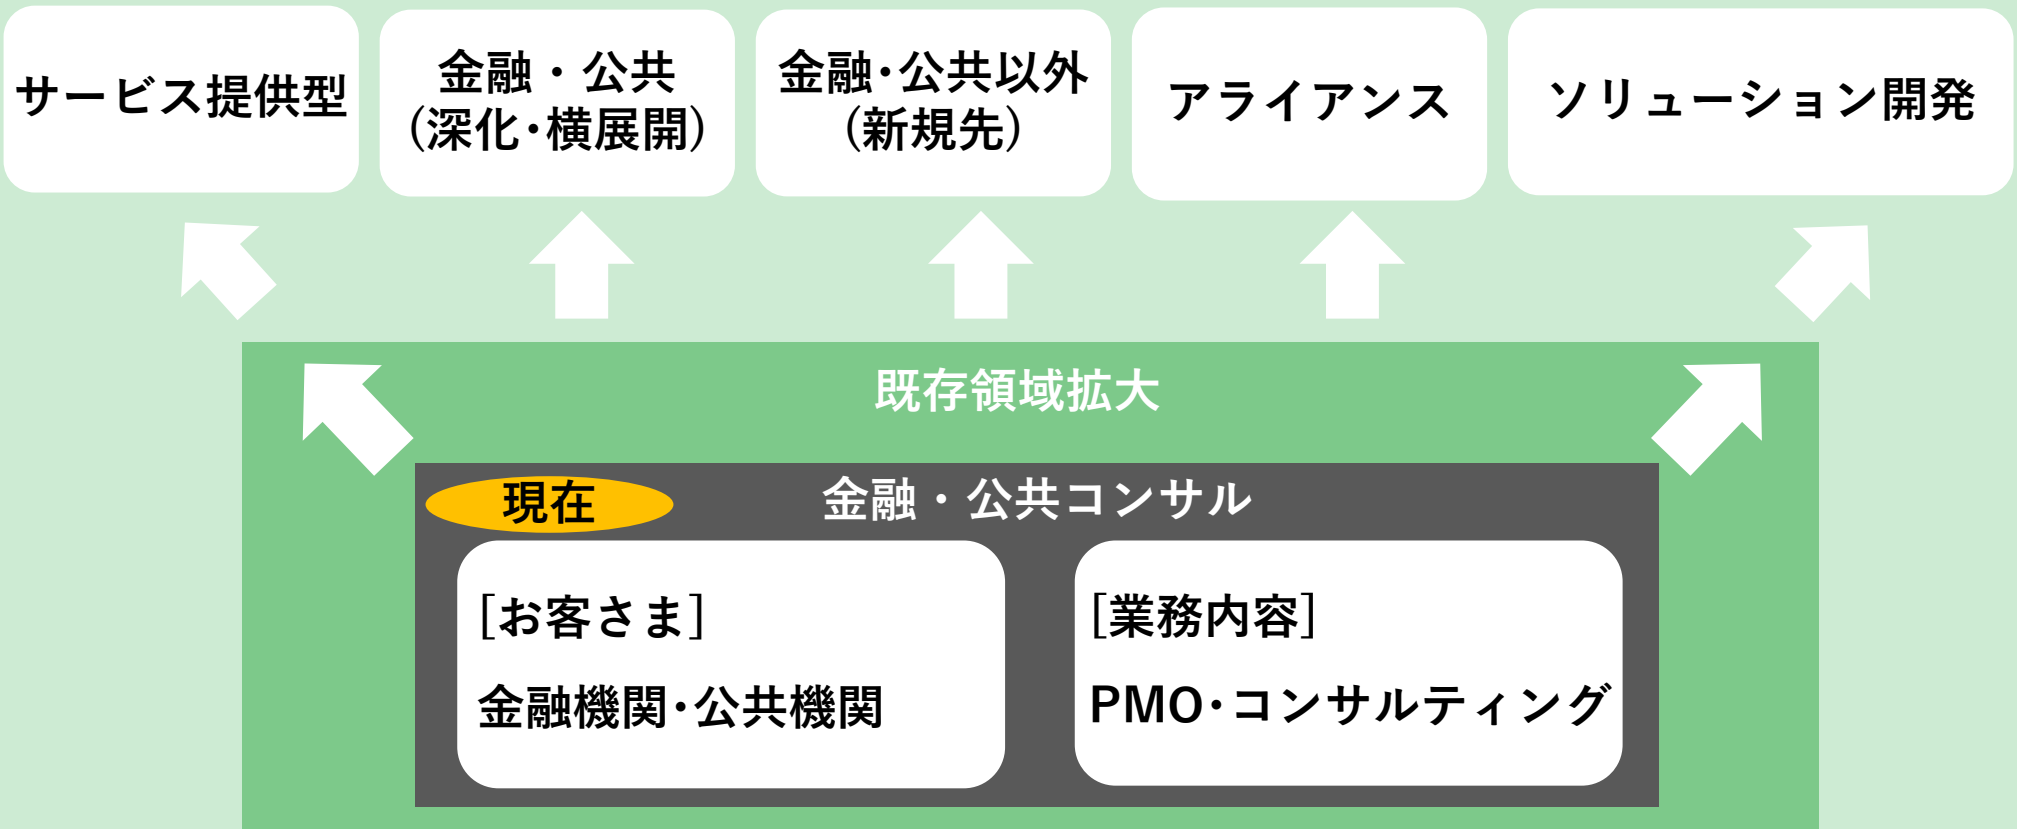 サービス提供型
金融・公共
(深化･横展開)
金融･公共以外
(新規先)
アライアンス
ソリューション開発
既存領域拡大
現在
金融・公共コンサル
[お客さま]
金融機関･公共機関
[業務内容]
PMO･コンサルティング